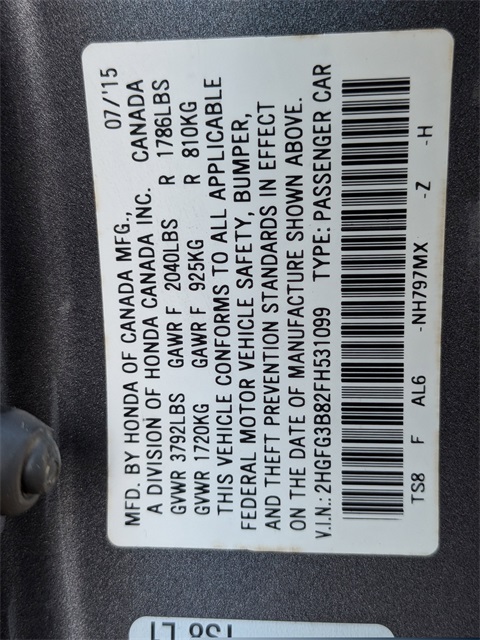 MFD. BY HONDA OF CANADA MFG., 07/'15
A DIVISION OF HONDA CANADA INC. CANADA
GVWR 3792LBS GAWR F 2040LBS R 1786LBS
GVWR 1720KG GAWR F 925KG R 810KG
THIS VEHICLE CONFORMS TO ALL APPLICABLE
FEDERAL MOTOR VEHICLE SAFETY, BUMPER,
AND THEFT PREVENTION STANDARDS IN EFFECT
ON THE DATE OF MANUFACTURE SHOWN ABOVE.
V.I.N.: 2HGFG3B82FH531099 TYPE: PASSENGER CAR
TS8 F AL6 -NH797MX -Z -H